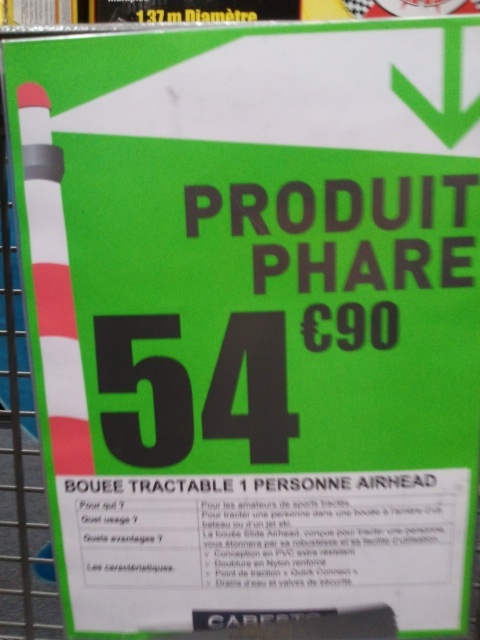 1,37 m Diamètre
PRODUIT
PHARE
54 €90
BOUEE TRACTABLE 1 PERSONNE AIRHEAD
Pour qui ? Pour les amateurs de sports tractés.
Quel usage ? Pour tracter une personne dans une bouée à l'arrière d'un
bateau ou d'un jet ski.
Quels avantages ? La bouée Slide Airhead, conçue pour tracter une personne,
vous étonnera par sa robustesse et sa facilité d'utilisation.
Les caractéristiques
Conception en PVC extra résistant
Doublure en Nylon renforcé
Point de traction « Quick Connect »
Drains d'eau et valves de sécurité